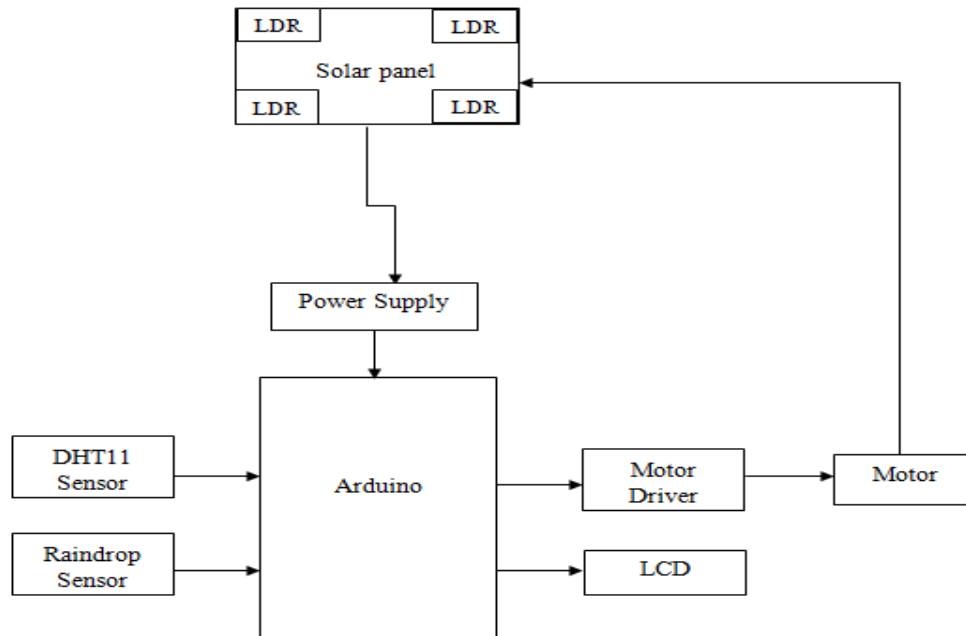 LDR
LDR
Solar panel
LDR
LDR
Power Supply
DHT11
Sensor
Arduino
Motor
Driver
Motor
Raindrop
Sensor
LCD